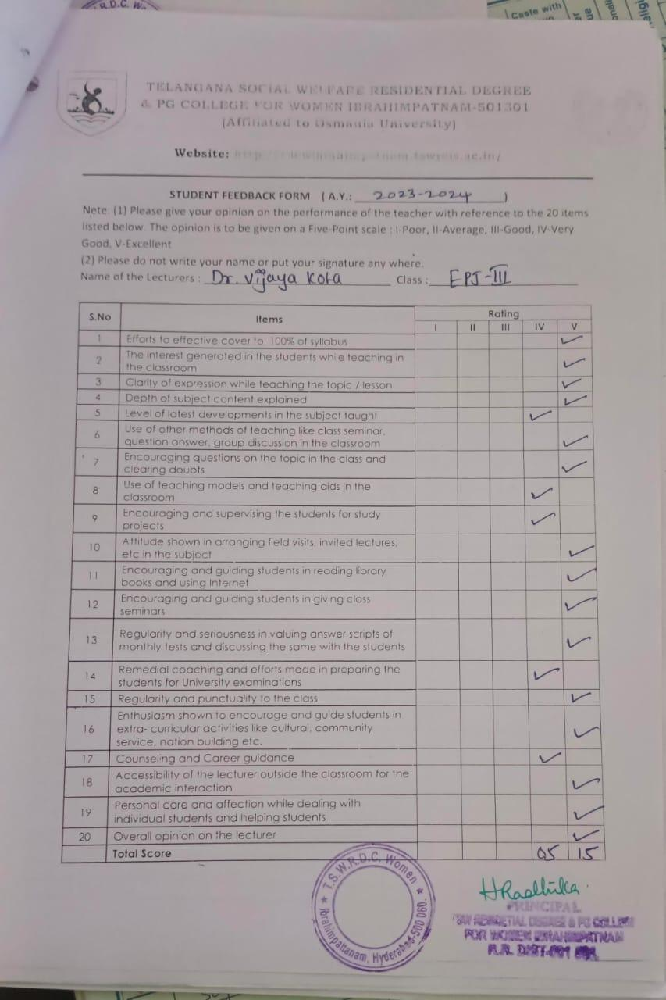 R.D.C. Wo
Caste with
TELANGANA SOCIAL WELFARE RESIDENTIAL DEGREE
& PG COLLEGE FOR WOMEN IBRAHIMPATNAM-501301
(Affiliated to Osmania University)
Website:
STUDENT FEEDBACK FORM ( A.Y.: 2023-2024 )
Note: (1) Please give your opinion on the performance of the teacher with reference to the 20 items
listed below. The opinion is to be given on a Five-Point scale : I-Poor, II-Average, III-Good, IV-Very
Good, V-Excellent
(2) Please do not write your name or put your signature any where.
Name of the Lecturers : Dr. Vijaya Kota Class : EPJ-III
S.No Items Rating
I II III IV V
1 Efforts to effective cover to 100% of syllabus ✓
2 The interest generated in the students while teaching in
the classroom ✓
3 Clarity of expression while teaching the topic / lesson ✓
4 Depth of subject content explained ✓
5 Level of latest developments in the subject taught ✓
6 Use of other methods of teaching like class seminar,
question answer, group discussion in the classroom ✓
7 Encouraging questions on the topic in the class and
clearing doubts ✓
8 Use of teaching models and teaching aids in the
classroom ✓
9 Encouraging and supervising the students for study
projects ✓
10 Attitude shown in arranging field visits, invited lectures,
etc in the subject ✓
11 Encouraging and guiding students in reading library
books and using Internet ✓
12 Encouraging and guiding students in giving class
seminars ✓
13 Regularity and seriousness in valuing answer scripts of
monthly tests and discussing the same with the students ✓
14 Remedial coaching and efforts made in preparing the
students for University examinations ✓
15 Regularity and punctuality to the class ✓
16 Enthusiasm shown to encourage and guide students in
extra- curricular activities like cultural, community
service, nation building etc. ✓
17 Counseling and Career guidance ✓
18 Accessibility of the lecturer outside the classroom for the
academic interaction ✓
19 Personal care and affection while dealing with
individual students and helping students ✓
20 Overall opinion on the lecturer ✓
Total Score 05 15
★ T.S.W.R.D.C. Women ★
Ibrahimpattanam, Hyderabad-500 060.
HRadhika
PRINCIPAL
TSW RESIDETIAL DEGREE & PG COLLEGE
FOR WOMEN IBRAHIMPATNAM
R.R. DIST-501